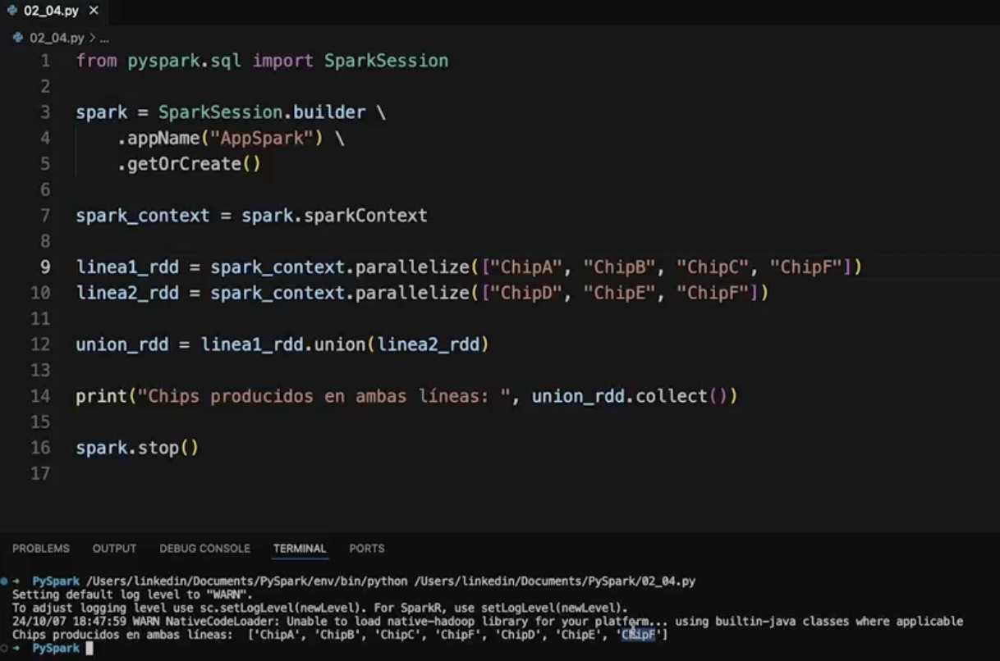 02_04.py ×
02_04.py > ...
1 from pyspark.sql import SparkSession
2
3 spark = SparkSession.builder \
4     .appName("AppSpark") \
5     .getOrCreate()
6
7 spark_context = spark.sparkContext
8
9 linea1_rdd = spark_context.parallelize(["ChipA", "ChipB", "ChipC", "ChipF"])
10 linea2_rdd = spark_context.parallelize(["ChipD", "ChipE", "ChipF"])
11
12 union_rdd = linea1_rdd.union(linea2_rdd)
13
14 print("Chips producidos en ambas líneas: ", union_rdd.collect())
15
16 spark.stop()
17
PROBLEMS OUTPUT DEBUG CONSOLE TERMINAL PORTS
→ PySpark /Users/linkedin/Documents/PySpark/env/bin/python /Users/linkedin/Documents/PySpark/02_04.py
Setting default log level to "WARN".
To adjust logging level use sc.setLogLevel(newLevel). For SparkR, use setLogLevel(newLevel).
24/10/07 18:47:59 WARN NativeCodeLoader: Unable to load native-hadoop library for your platform... using builtin-java classes where applicable
Chips producidos en ambas líneas:  ['ChipA', 'ChipB', 'ChipC', 'ChipF', 'ChipD', 'ChipE', 'ChipF']
→ PySpark